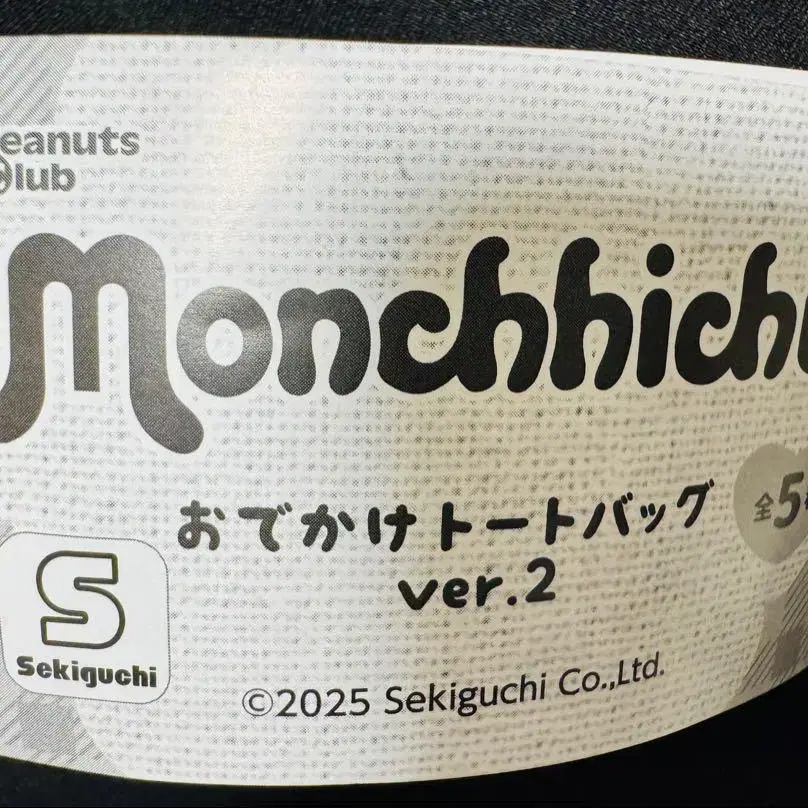 eanuts
Club
Monchhich
おでかけトートバッグ
ver.2
全5
S
Sekiguchi
©2025 Sekiguchi Co.,Ltd.